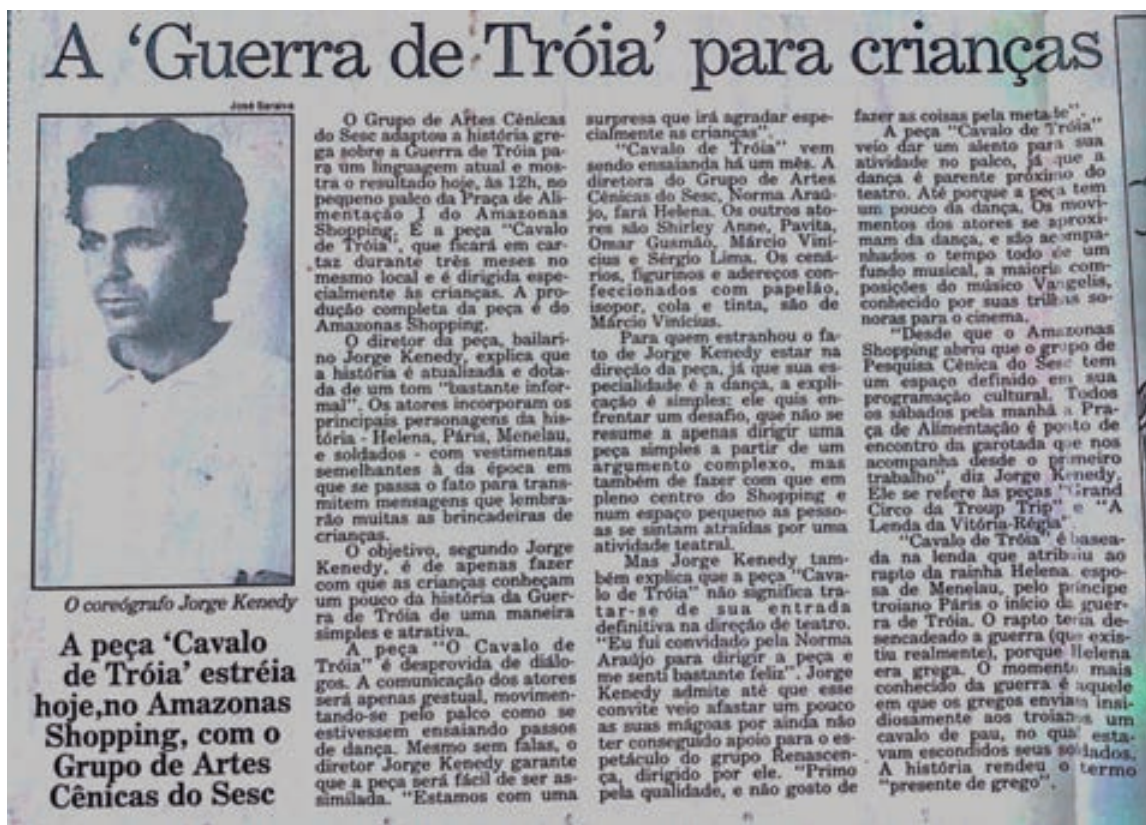 A 'Guerra de Tróia' para crianças
José Saraiva
O coreógrafo Jorge Kenedy
A peça 'Cavalo
de Tróia' estréia
hoje,no Amazonas
Shopping, com o
Grupo de Artes
Cênicas do Sesc
O Grupo de Artes Cênicas
do Sesc adaptou a história gre-
ga sobre a Guerra de Tróia pa-
ra um linguagem atual e mos-
tra o resultado hoje, às 12h, no
pequeno palco da Praça de Ali-
mentação I do Amazonas
Shopping. É a peça "Cavalo
de Tróia", que ficará em car-
taz durante três meses no
mesmo local e é dirigida espe-
cialmente às crianças. A pro-
dução completa da peça é do
Amazonas Shopping.
O diretor da peça, bailari-
no Jorge Kenedy, explica que
a história é atualizada e dota-
da de um tom "bastante infor-
mal". Os atores incorporam os
principais personagens da his-
tória - Helena, Páris, Menelau,
e soldados - com vestimentas
semelhantes à da época em
que se passa o fato para trans-
mitem mensagens que lembra-
rão muitas as brincadeiras de
crianças.
O objetivo, segundo Jorge
Kenedy, é de apenas fazer
com que as crianças conheçam
um pouco da história da Guer-
ra de Tróia de uma maneira
simples e atrativa.
A peça "O Cavalo de
Tróia" é desprovida de diálo-
gos. A comunicação dos atores
será apenas gestual, movimen-
tando-se pelo palco como se
estivessem ensaiando passos
de dança. Mesmo sem falas, o
diretor Jorge Kenedy garante
que a peça será fácil de ser as-
similada. "Estamos com uma
surpresa que irá agradar espe-
cialmente as crianças".
"Cavalo de Tróia" vem
sendo ensaianda há um mês. A
diretora do Grupo de Artes
Cênicas do Sesc, Norma Araú-
jo, fará Helena. Os outros ato-
res são Shirley Anne, Pavita,
Omar Gusmão, Márcio Viní-
cius e Sérgio Lima. Os cená-
rios, figurinos e adereços con-
feccionados com papelão,
isopor, cola e tinta, são de
Márcio Vinícius.
Para quem estranhou o fa-
to de Jorge Kenedy estar na
direção da peça, já que sua es-
pecialidade é a dança, a expli-
cação é simples: ele quis en-
frentar um desafio, que não se
resume a apenas dirigir uma
peça simples a partir de um
argumento complexo, mas
também de fazer com que em
pleno centro do Shopping e
num espaço pequeno as pesso-
as se sintam atraídas por uma
atividade teatral.
Mas Jorge Kenedy tam-
bém explica que a peça "Cava-
lo de Tróia" não significa tra-
tar-se de sua entrada
definitiva na direção de teatro.
"Eu fui convidado pela Norma
Araújo para dirigir a peça e
me senti bastante feliz". Jorge
Kenedy admite até que esse
convite veio afastar um pouco
as suas mágoas por ainda não
ter conseguido apoio para o es-
petáculo do grupo Renascen-
ça, dirigido por ele. "Primo
pela qualidade, e não gosto de
fazer as coisas pela metade".
A peça "Cavalo de Tróia"
veio dar um alento para sua
atividade no palco, já que a
dança é parente próximo do
teatro. Até porque a peça tem
um pouco da dança. Os movi-
mentos dos atores se aproxi-
mam da dança, e são acompa-
nhados o tempo todo de um
fundo musical, a maioria com-
posições do músico Vangelis,
conhecido por suas trilhas so-
noras para o cinema.
"Desde que o Amazonas
Shopping abriu que o grupo de
Pesquisa Cênica do Sesc tem
um espaço definido em sua
programação cultural. Todos
os sábados pela manhã a Pra-
ça de Alimentação é ponto de
encontro da garotada que nos
acompanha desde o primeiro
trabalho", diz Jorge Kenedy.
Ele se refere às peças "Grand
Circo da Troup Trip" e "A
Lenda da Vitória-Régia".
"Cavalo de Tróia" é basea-
da na lenda que atribuiu ao
rapto da rainha Helena, espo-
sa de Menelau, pelo príncipe
troiano Páris o início da guer-
ra de Tróia. O rapto teria de-
sencadeado a guerra (que exis-
tiu realmente), porque Helena
era grega. O momento mais
conhecido da guerra é aquele
em que os gregos enviam insi-
diosamente aos troianos um
cavalo de pau, no qual esta-
vam escondidos seus soldados.
A história rendeu o termo
"presente de grego".